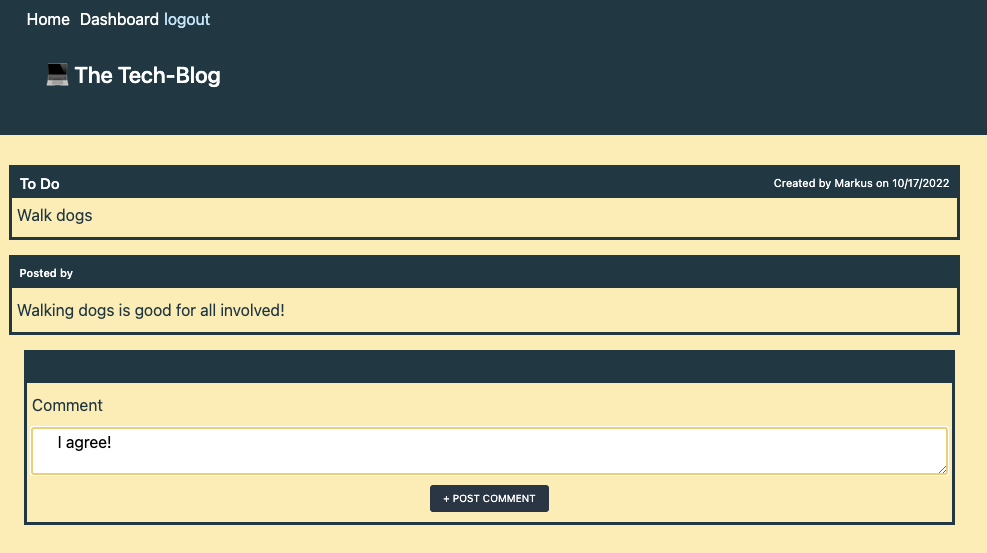 Home Dashboard logout
The Tech-Blog
To Do Created by Markus on 10/17/2022
Walk dogs
Posted by
Walking dogs is good for all involved!
Comment
I agree!
+ POST COMMENT